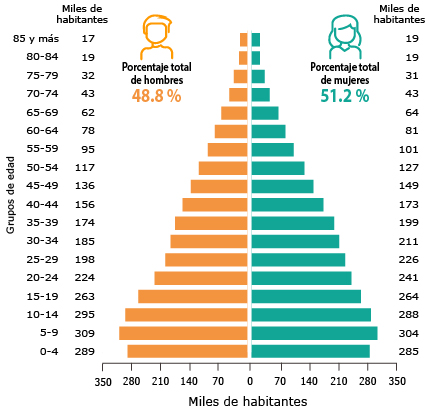 Miles de habitantes
Miles de habitantes
Porcentaje total de hombres
48.8 %
Porcentaje total de mujeres
51.2 %
Grupos de edad
85 y más 17 19
80-84 19 19
75-79 32 31
70-74 43 43
65-69 62 64
60-64 78 81
55-59 95 101
50-54 117 127
45-49 136 149
40-44 156 173
35-39 174 199
30-34 185 211
25-29 198 226
20-24 224 241
15-19 263 264
10-14 295 288
5-9 309 304
0-4 289 285
350 280 210 140 70 0 70 140 210 280 350
Miles de habitantes